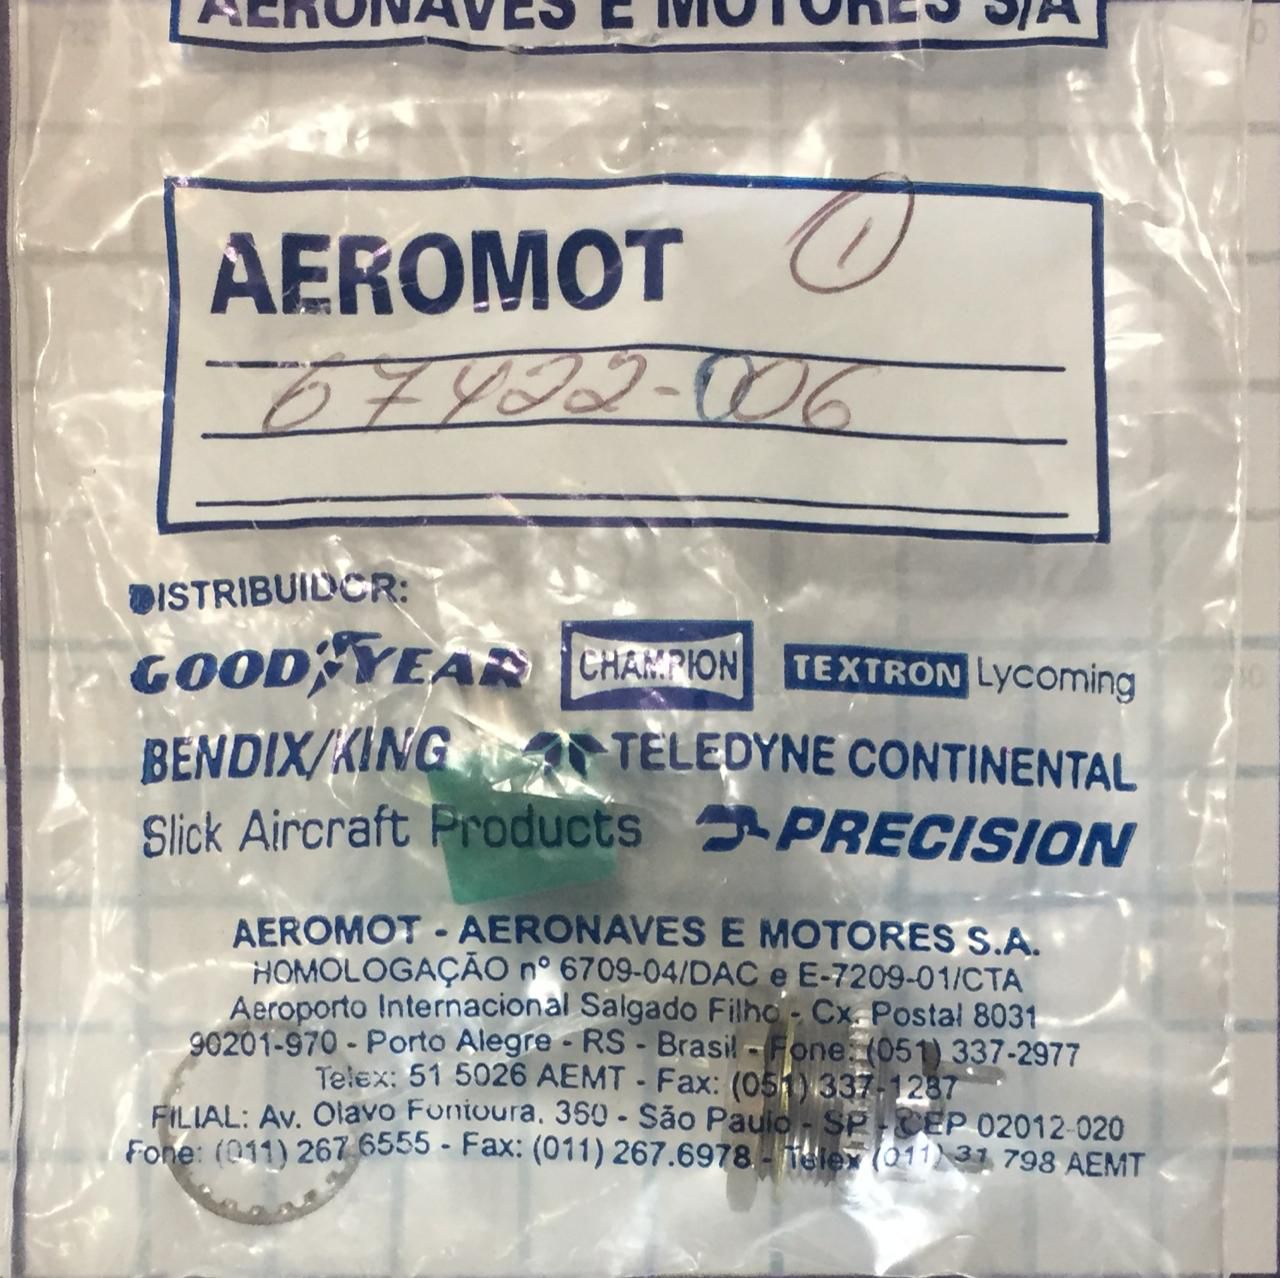 AERONAVES E MOTORES S/A
AEROMOT 1
67422-006
DISTRIBUIDOR:
GOODYEAR CHAMPION TEXTRON Lycoming
BENDIX/KING TELEDYNE CONTINENTAL
Slick Aircraft Products PRECISION
AEROMOT - AERONAVES E MOTORES S.A.
HOMOLOGAÇÃO nº 6709-04/DAC e E-7209-01/CTA
Aeroporto Internacional Salgado Filho - Cx. Postal 8031
90201-970 - Porto Alegre - RS - Brasil - Fone: (051) 337-2977
Telex: 51 5026 AEMT - Fax: (051) 337-1287
FILIAL: Av. Olavo Fontoura, 350 - São Paulo - SP - CEP 02012-020
Fone: (011) 267.6555 - Fax: (011) 267.6978 - Telex (011) 31 798 AEMT